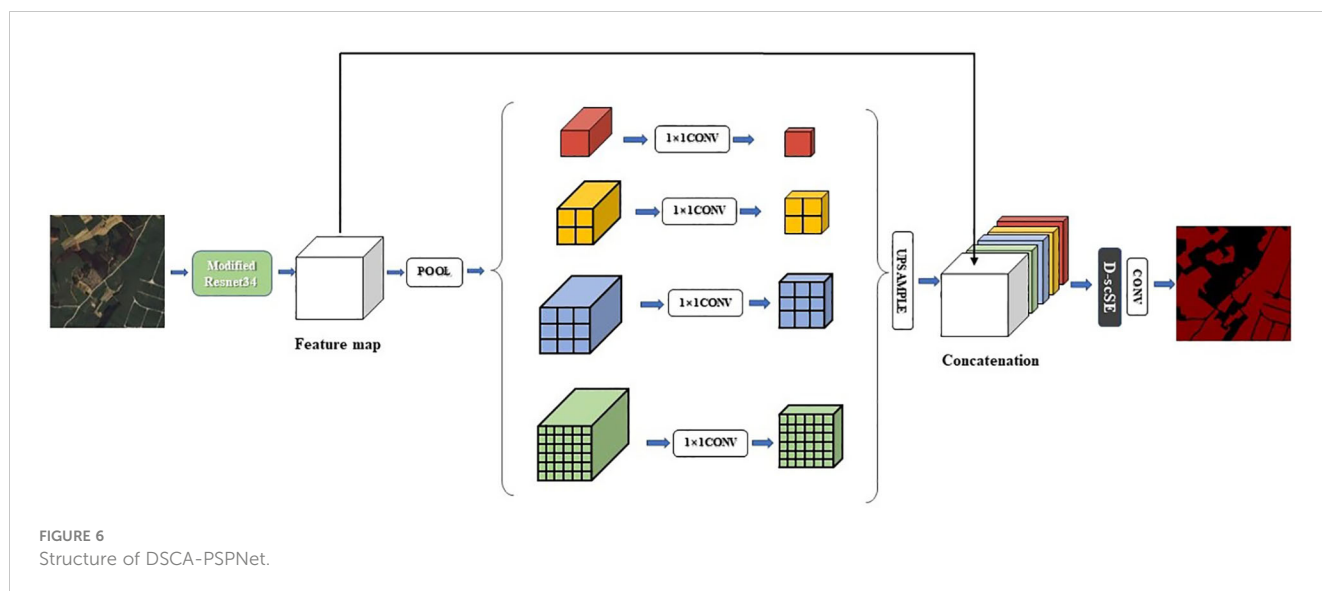 Modified
Resnet34
Feature map
POOL
1×1CONV
1×1CONV
1×1CONV
1×1CONV
UPSAMPLE
Concatenation
D-scSE
CONV
FIGURE 6
Structure of DSCA-PSPNet.